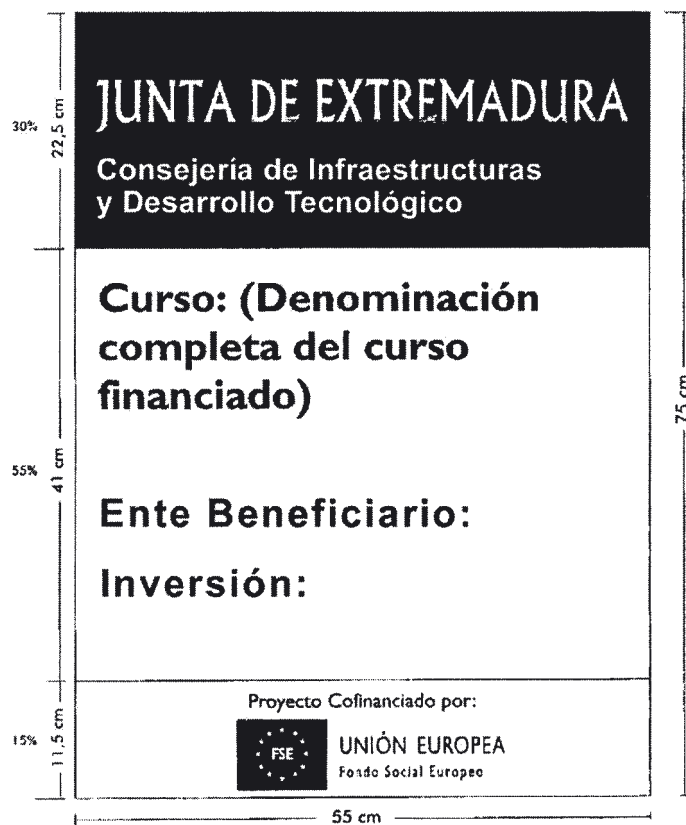 JUNTA DE EXTREMADURA
Consejería de Infraestructuras
y Desarrollo Tecnológico
30%
22,5 cm
Curso: (Denominación
completa del curso
financiado)
75 cm
55%
41 cm
Ente Beneficiario:
Inversión:
Proyecto Cofinanciado por:
15%
11,5 cm
FSE
UNIÓN EUROPEA
Fondo Social Europeo
55 cm